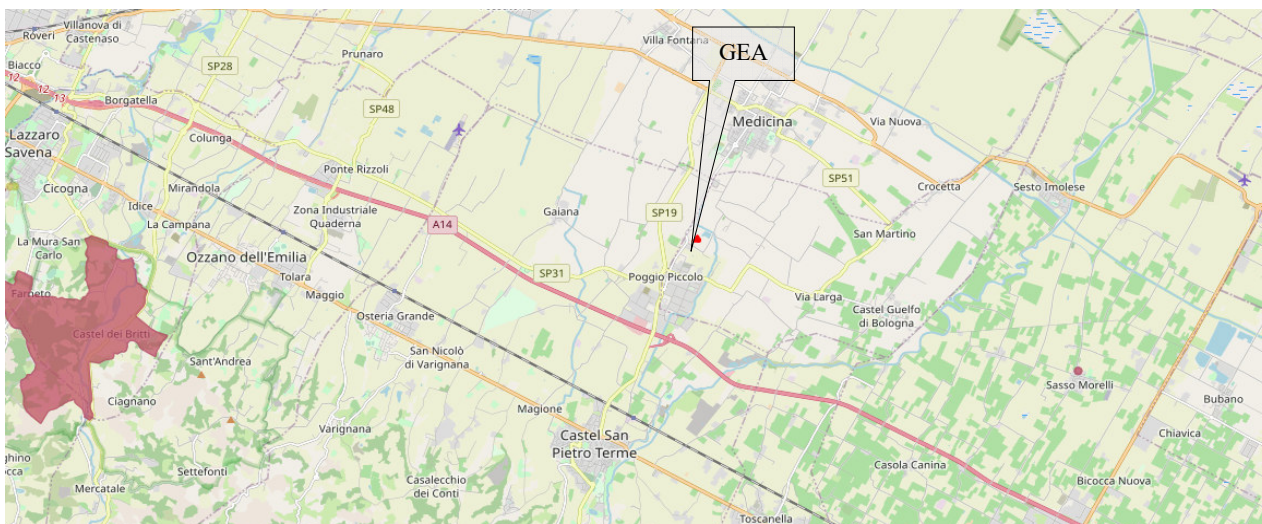 Villanova di
Castenaso
Roveri
Biacco
12
12
13
Borgatella
Lazzaro
Savena
Cicogna
SP28
Prunaro
SP48
Colunga
Ponte Rizzoli
Mirandola
Idice
La Campana
La Mura San
Carlo
Farneto
Castel dei Britti
Ozzano dell'Emilia
Tolara
Maggio
Zona Industriale
Quaderna
Osteria Grande
Sant'Andrea
Ciagnano
San Nicolò
di Varignana
Varignana
Settefonti
Mercatale
Magione
Casalecchio
dei Conti
Castel San
Pietro Terme
Toscanella
A14
Gaiana
SP31
Villa Fontana
GEA
Medicina
SP19
Poggio Piccolo
Via Nuova
SP51
Crocetta
Sesto Imolese
San Martino
Via Larga
Castel Guelfo
di Bologna
Sasso Morelli
Bubano
Chiavica
Casola Canina
Bicocca Nuova